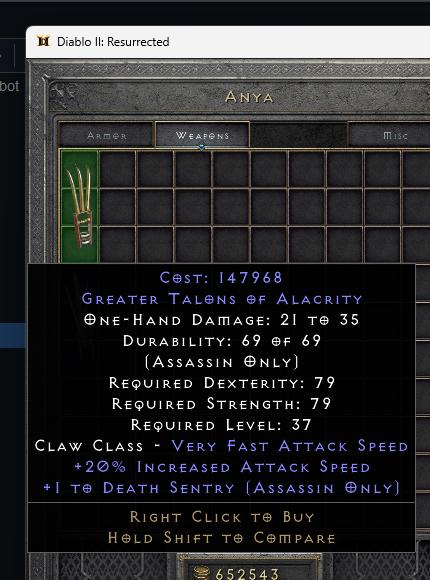 bot
Diablo II: Resurrected
Anya
Armor
Weapons
Misc
Cost: 147968
Greater Talons of Alacrity
One-Hand Damage: 21 to 35
Durability: 69 of 69
(Assassin Only)
Required Dexterity: 79
Required Strength: 79
Required Level: 37
Claw Class - Very Fast Attack Speed
+20% Increased Attack Speed
+1 to Death Sentry (Assassin Only)
Right Click to Buy
Hold Shift to Compare
652543